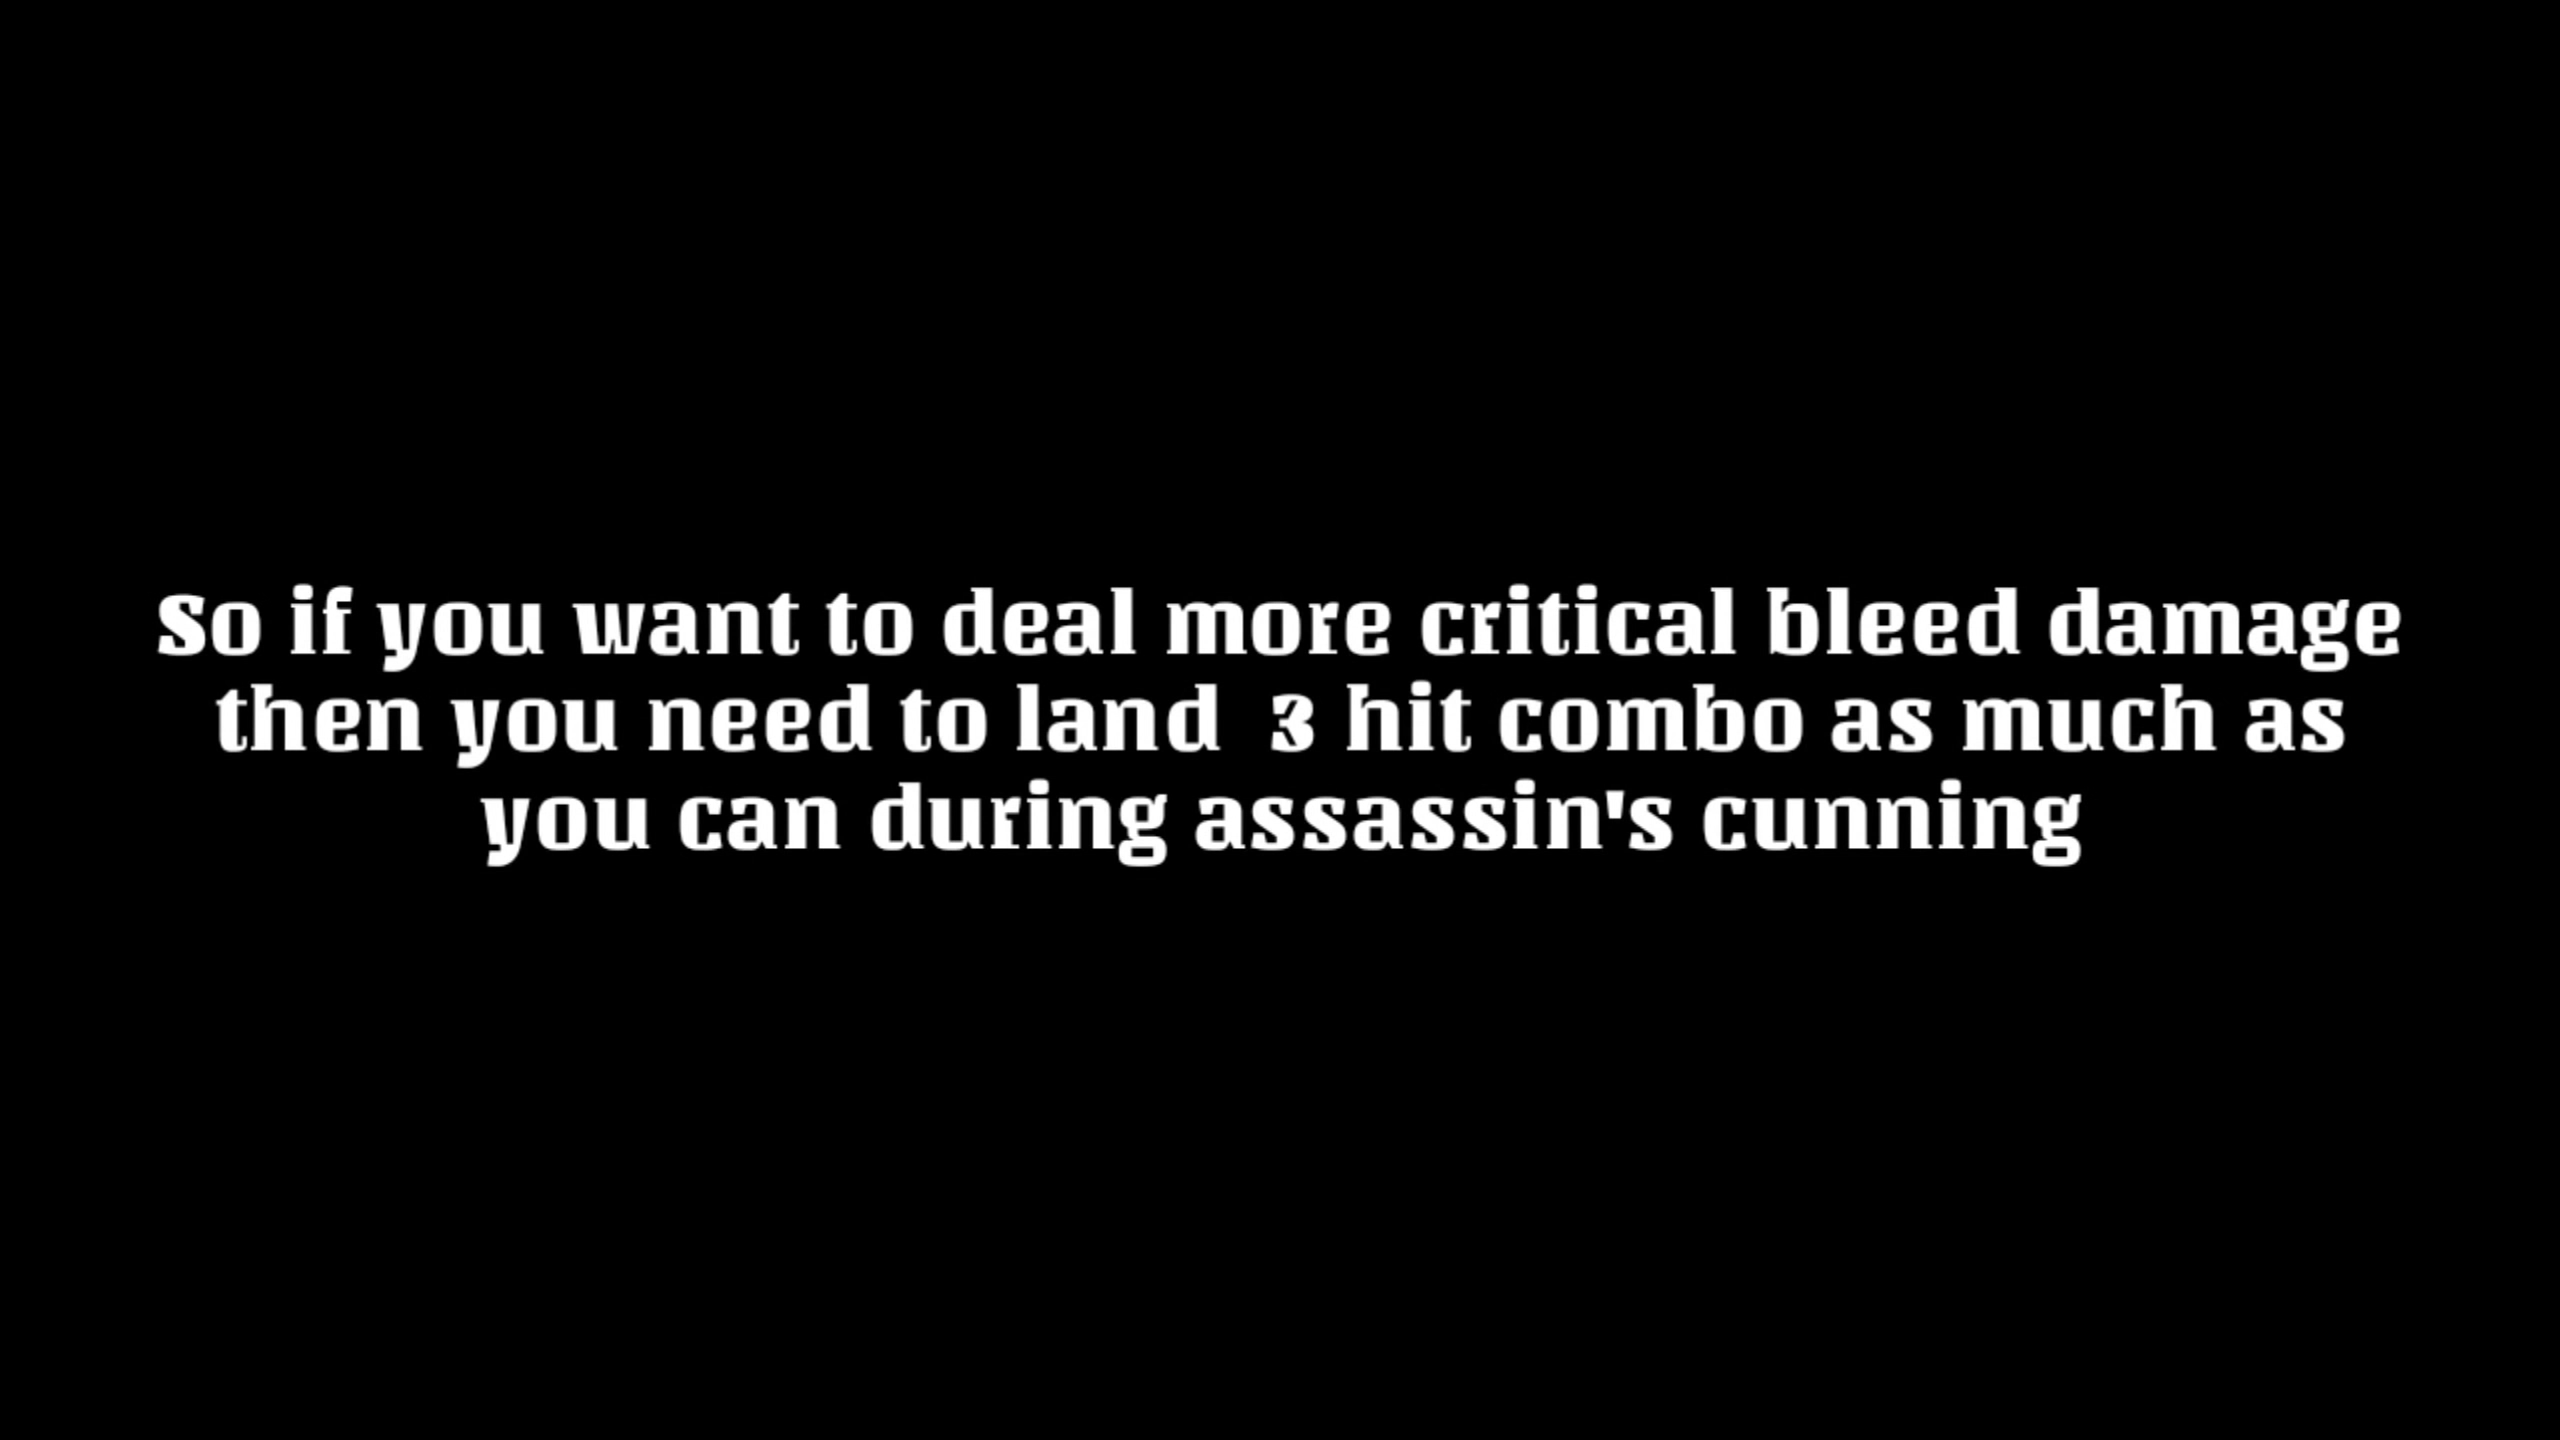 So if you want to deal more critical bleed damage
then you need to land  3 hit combo as much as
you can during assassin's cunning